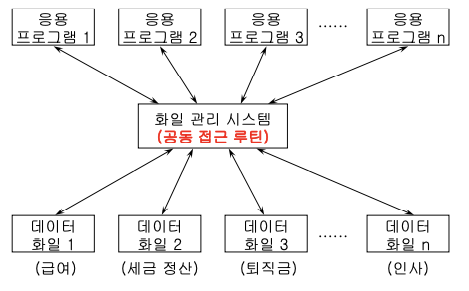 응용 응용 응용 ...... 응용
프로그램 1 프로그램 2 프로그램 3 프로그램 n
화일 관리 시스템
(공동 접근 루틴)
데이터 데이터 데이터 ...... 데이터
화일 1 화일 2 화일 3 화일 n
(급여) (세금 정산) (퇴직금) (인사)